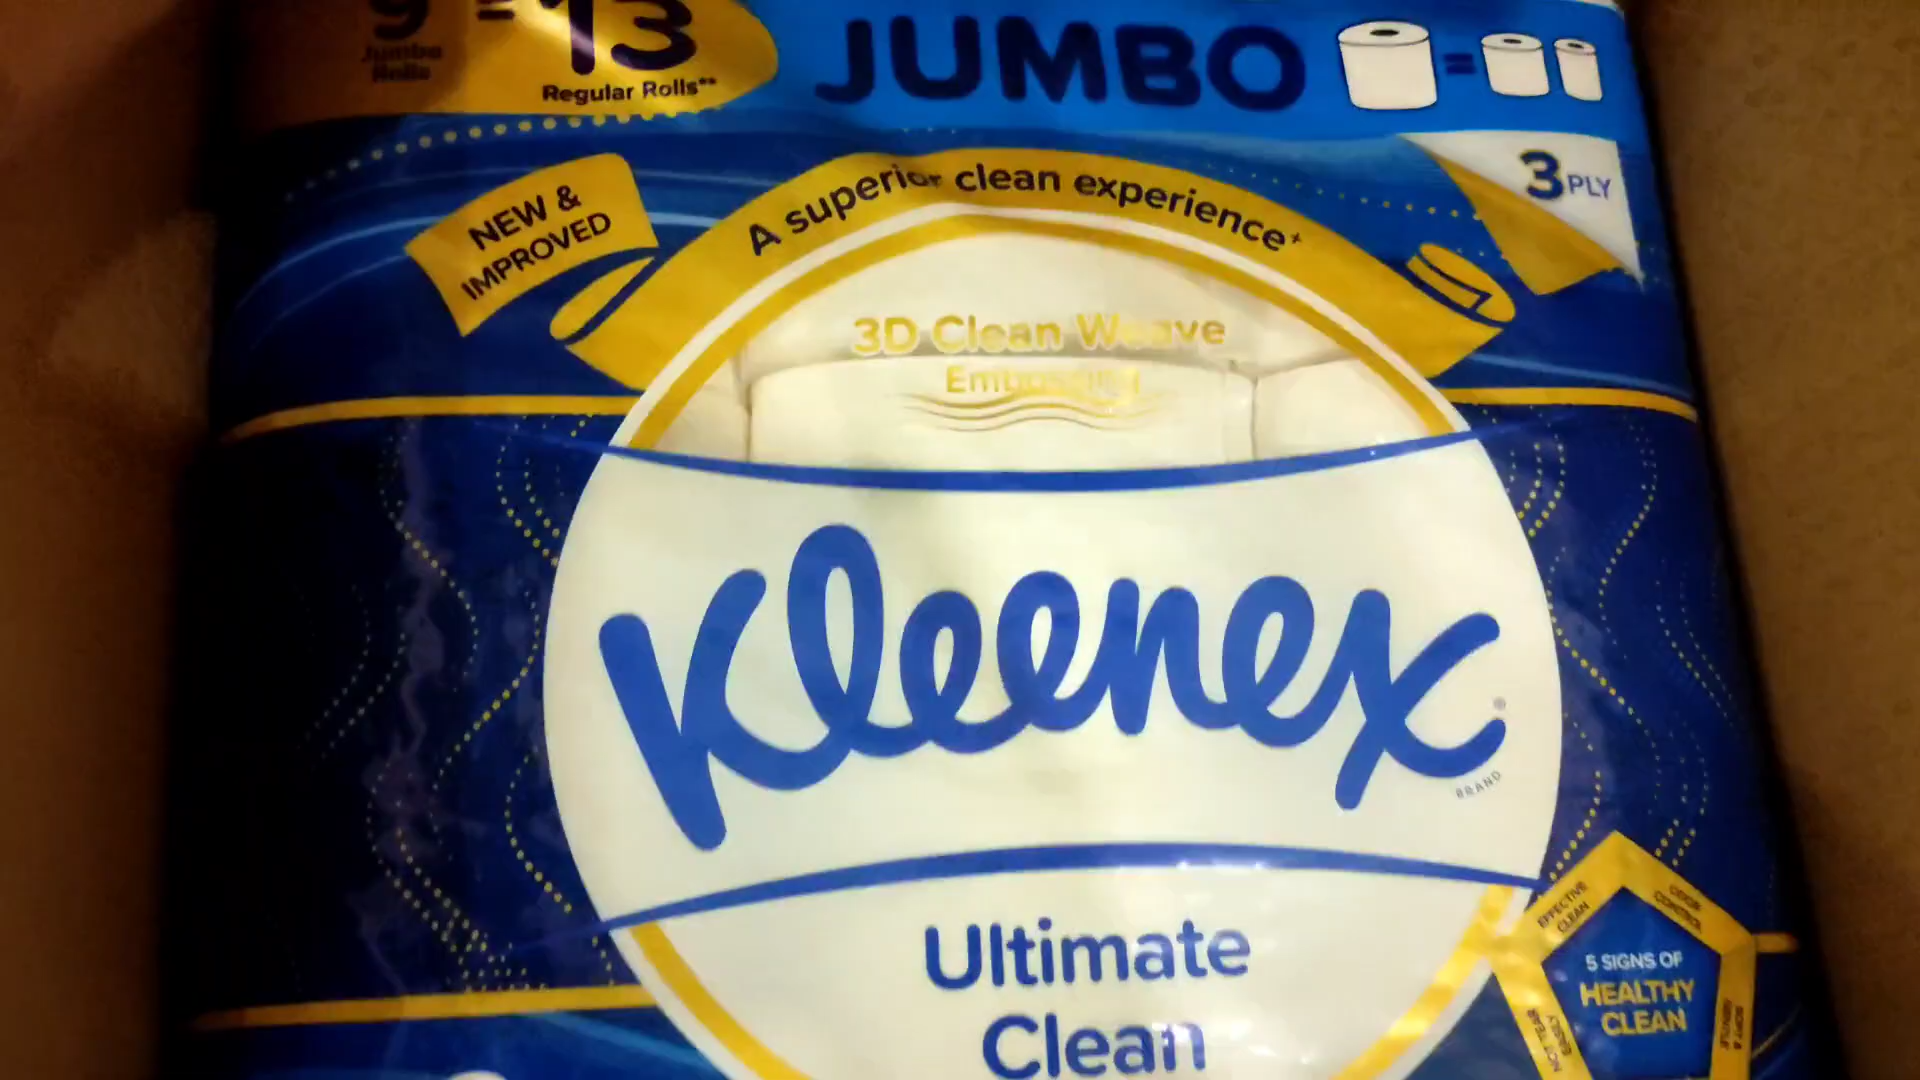 9 = 13
Jumbo
Rolls
Regular Rolls**
JUMBO
=
3 PLY
NEW &
IMPROVED
A superior clean experience+
3D Clean Weave
Embossing
Kleenex®
BRAND
Ultimate
Clean
EFFECTIVE
CLEAN
ODOR
CONTROL
5 SIGNS OF
HEALTHY
CLEAN
NOT TEAR
EASILY